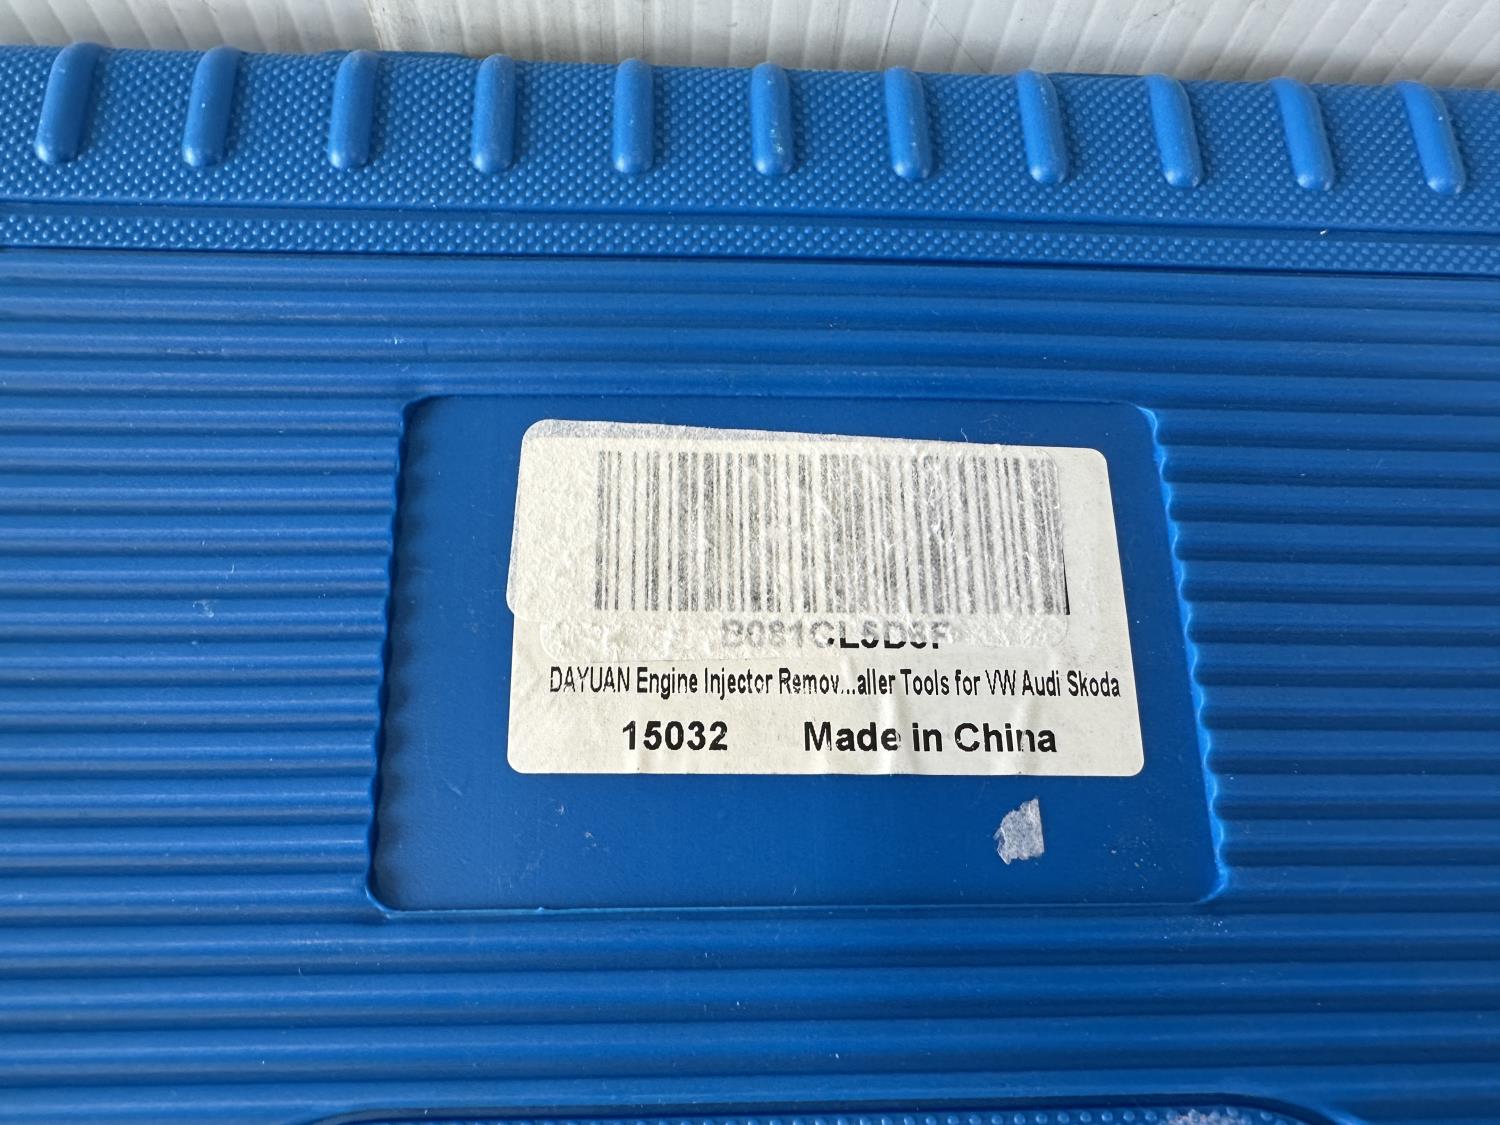 DAYUAN Engine Injector Remov...aller Tools for VW Audi Skoda
15032 Made in China